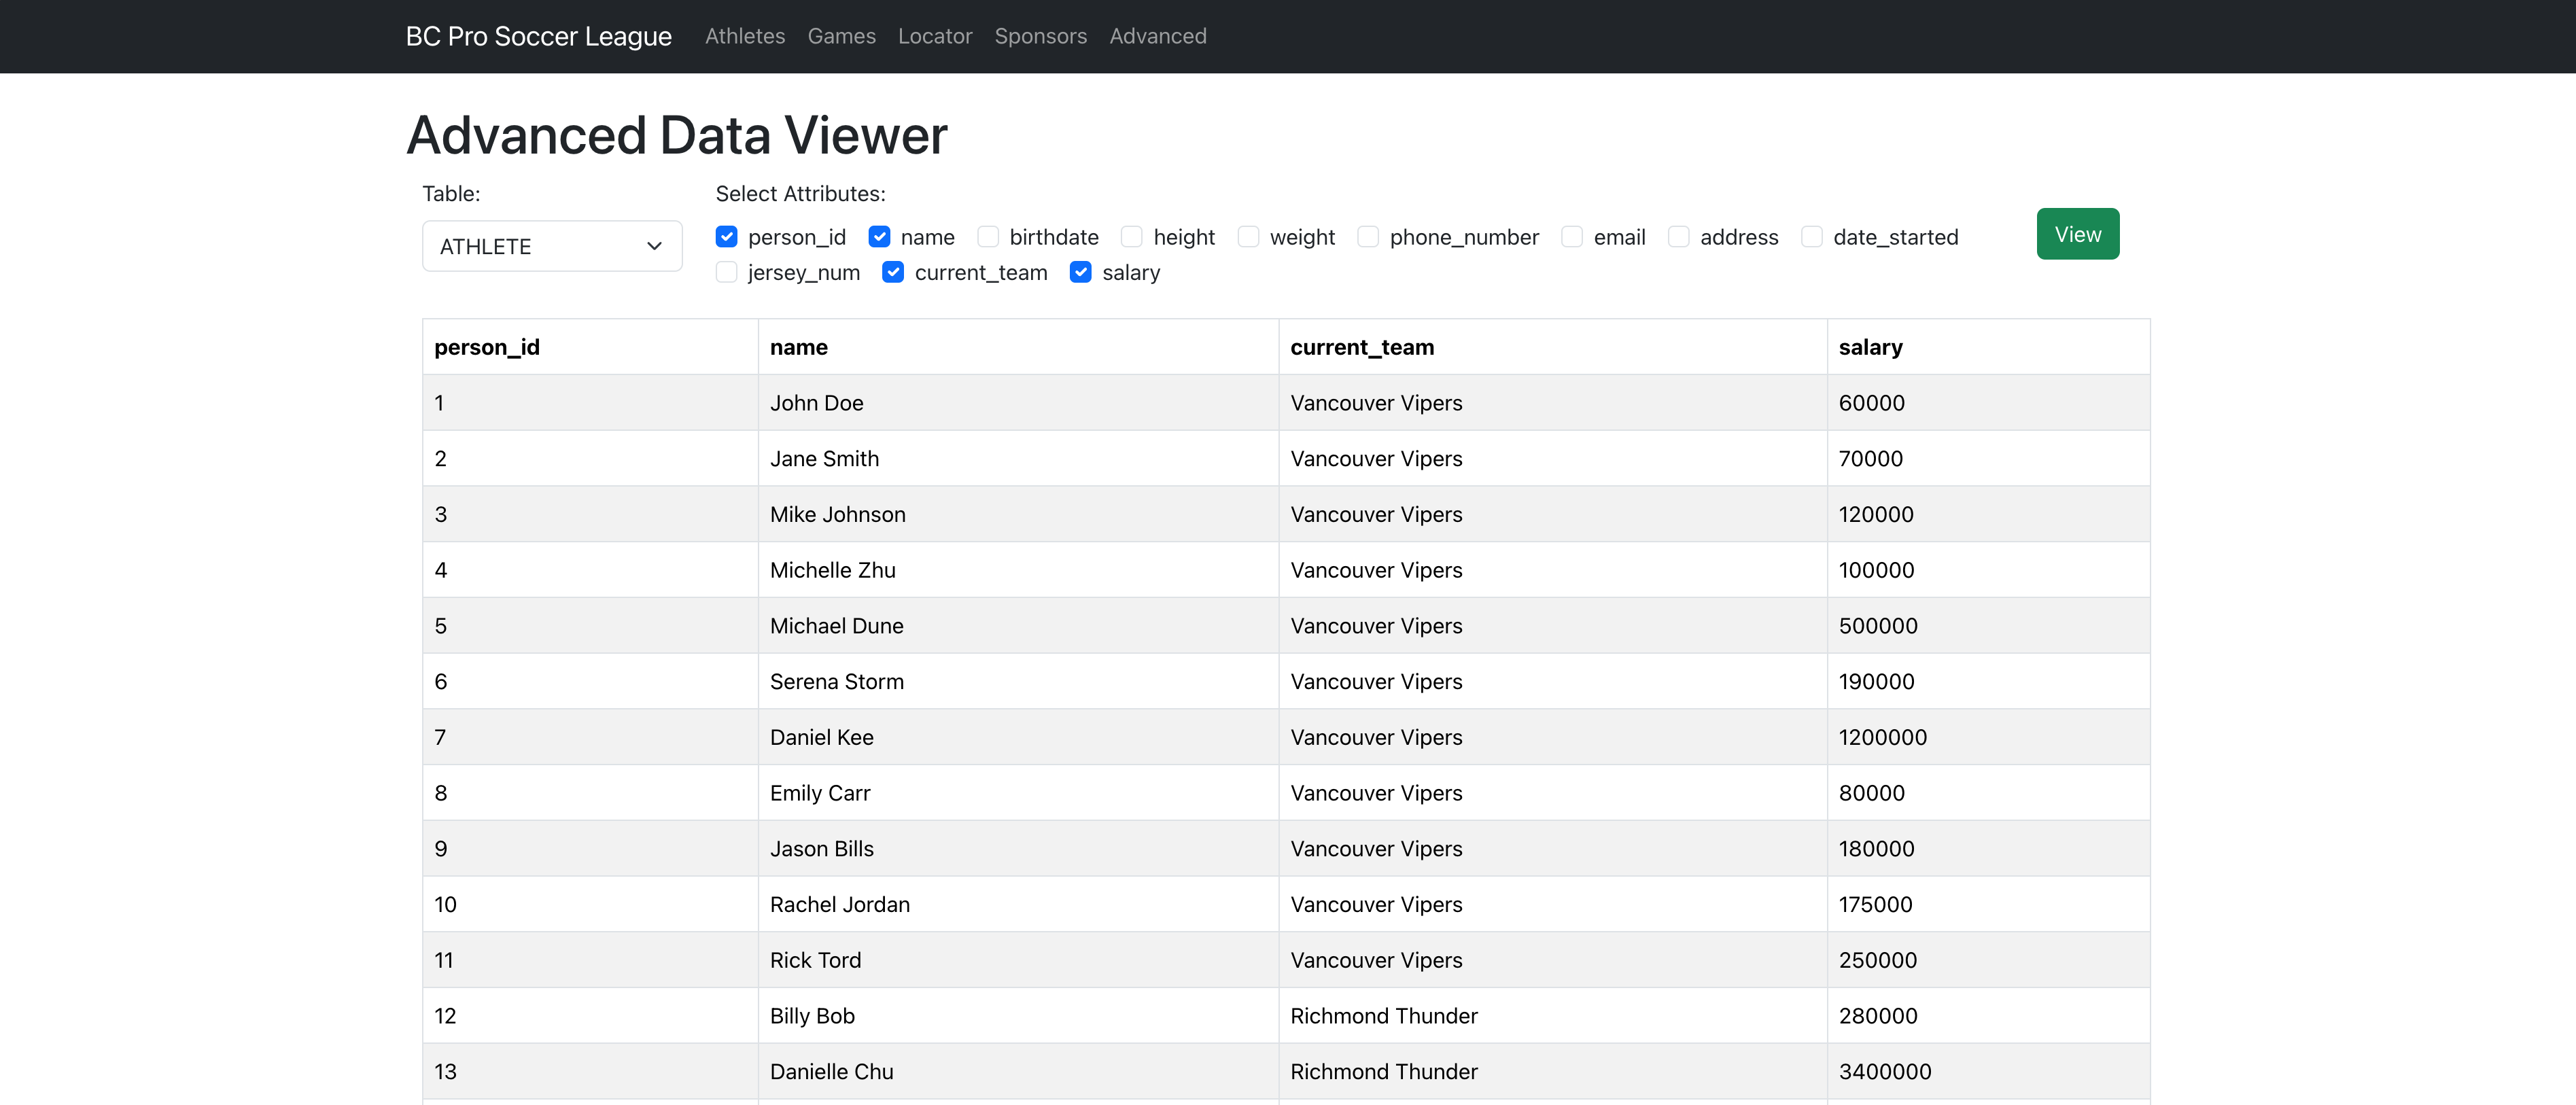 BC Pro Soccer League Athletes Games Locator Sponsors Advanced
Advanced Data Viewer
Table:
ATHLETE
Select Attributes:
person_id name birthdate height weight phone_number email address date_started
jersey_num current_team salary
View
person_id name current_team salary
1 John Doe Vancouver Vipers 60000
2 Jane Smith Vancouver Vipers 70000
3 Mike Johnson Vancouver Vipers 120000
4 Michelle Zhu Vancouver Vipers 100000
5 Michael Dune Vancouver Vipers 500000
6 Serena Storm Vancouver Vipers 190000
7 Daniel Kee Vancouver Vipers 1200000
8 Emily Carr Vancouver Vipers 80000
9 Jason Bills Vancouver Vipers 180000
10 Rachel Jordan Vancouver Vipers 175000
11 Rick Tord Vancouver Vipers 250000
12 Billy Bob Richmond Thunder 280000
13 Danielle Chu Richmond Thunder 3400000